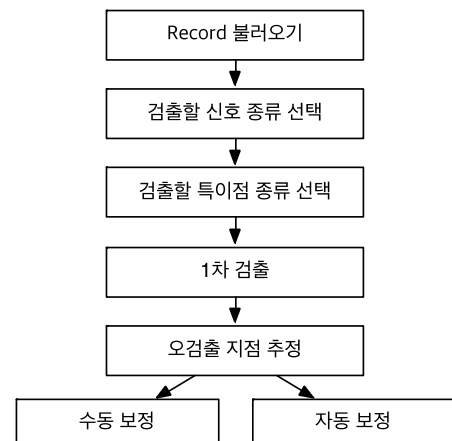 Record 불러오기
검출할 신호 종류 선택
검출할 특이점 종류 선택
1차 검출
오검출 지점 추정
수동 보정
자동 보정